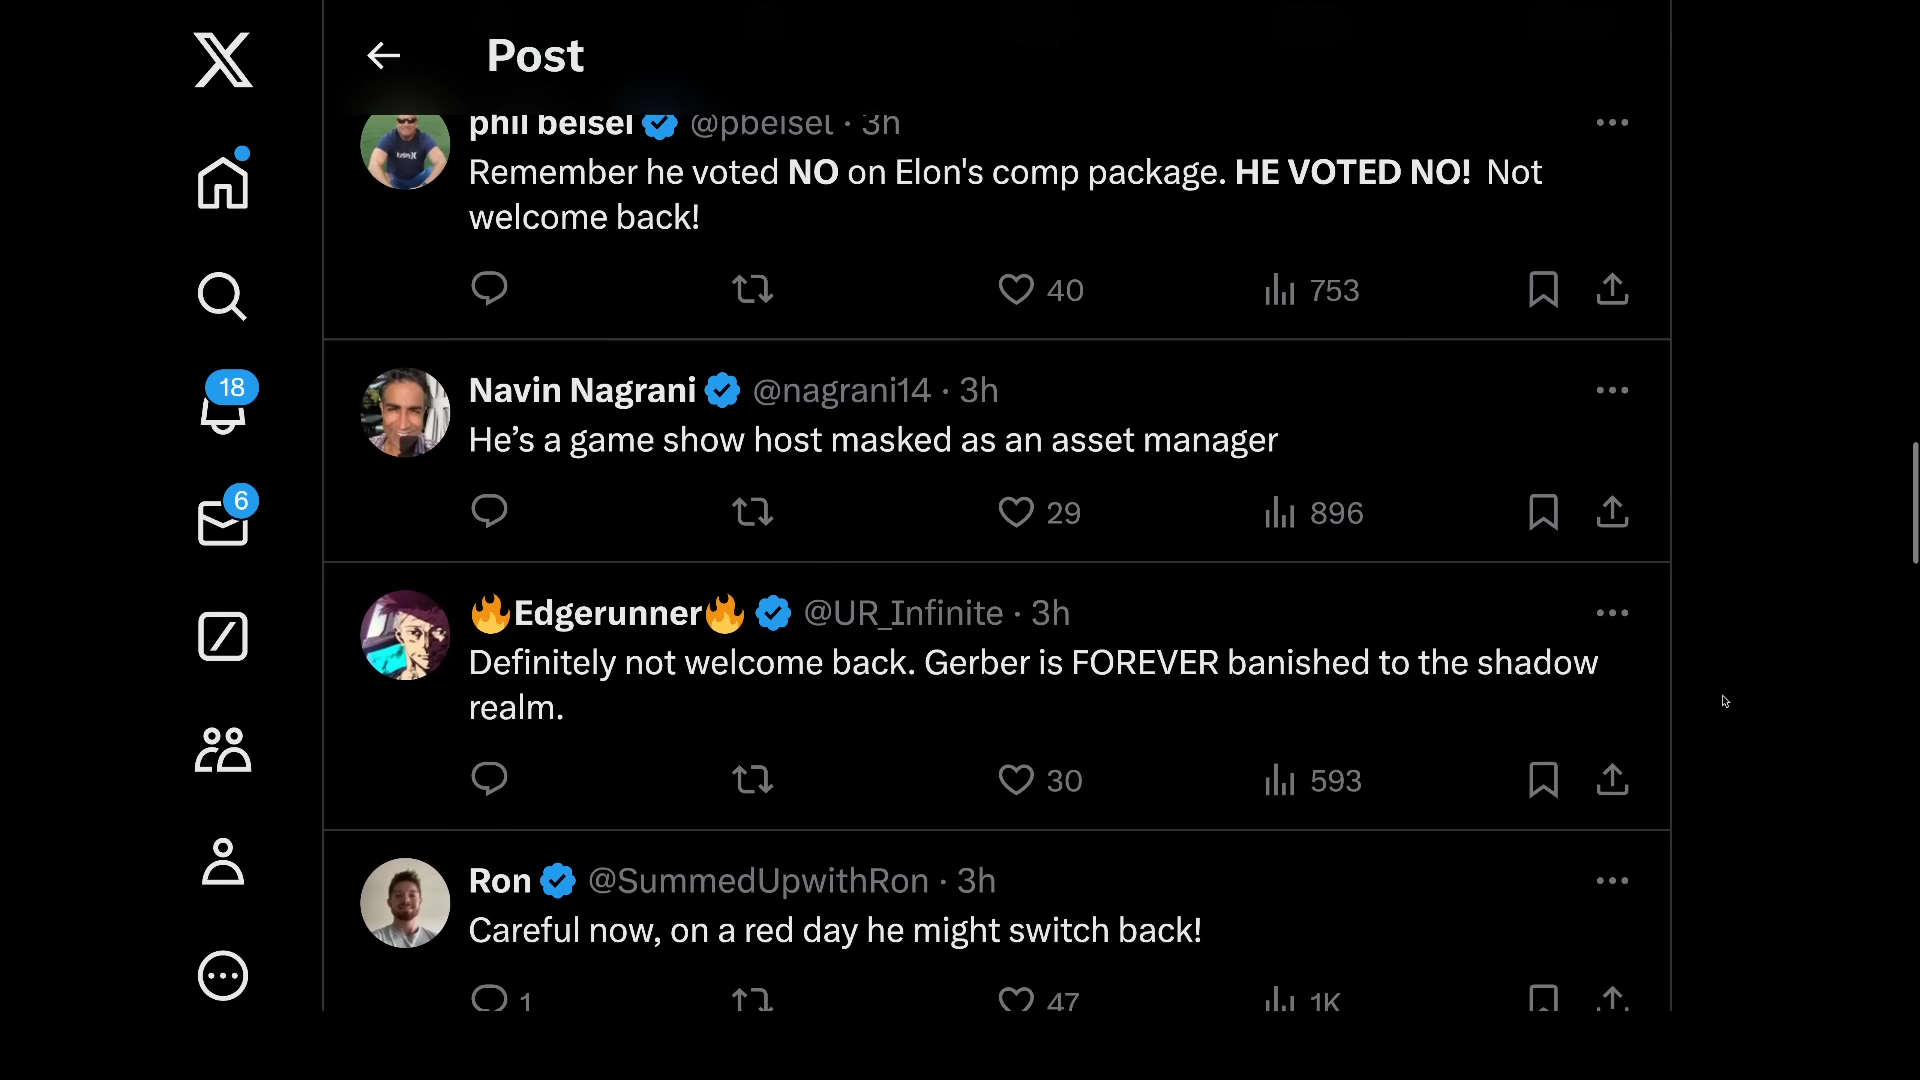 Post
phil beisel @pbeisel · 3h
Remember he voted NO on Elon's comp package. HE VOTED NO! Not
welcome back!
40 753
18
Navin Nagrani @nagrani14 · 3h
He’s a game show host masked as an asset manager
6
29 896
🔥Edgerunner🔥 @UR_Infinite · 3h
Definitely not welcome back. Gerber is FOREVER banished to the shadow
realm.
30 593
Ron @SummedUpwithRon · 3h
Careful now, on a red day he might switch back!
1 47 1K